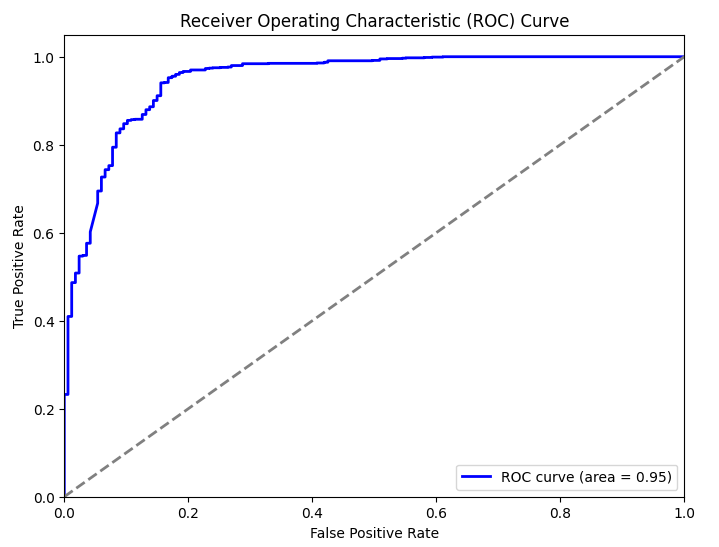 Receiver Operating Characteristic (ROC) Curve
1.0
0.8
0.6
0.4
0.2
0.0
True Positive Rate
ROC curve (area = 0.95)
0.0 0.2 0.4 0.6 0.8 1.0
False Positive Rate